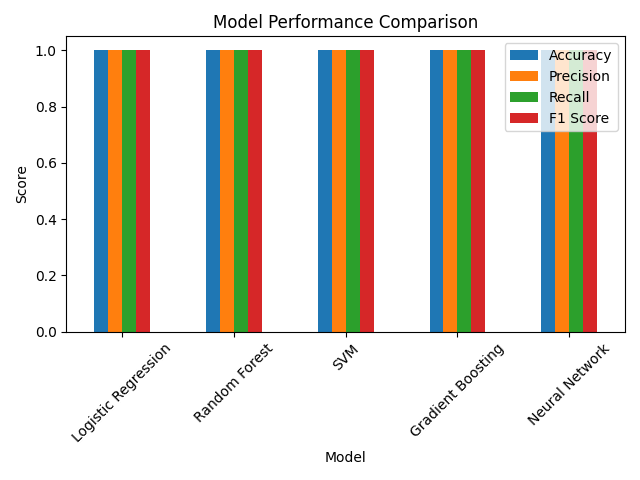 Model Performance Comparison
Accuracy
Precision
Recall
F1 Score
Score
1.0
0.8
0.6
0.4
0.2
0.0
Logistic Regression
Random Forest
SVM
Gradient Boosting
Neural Network
Model